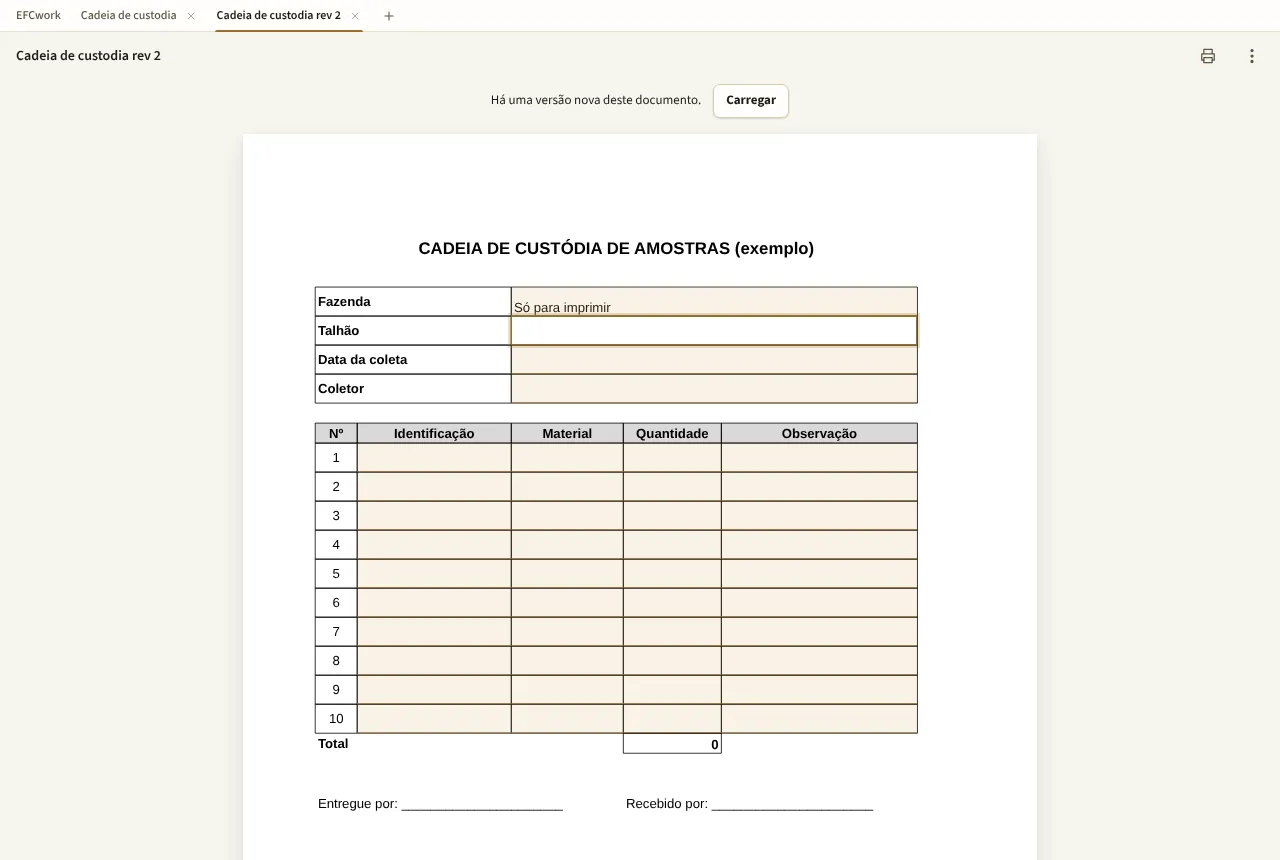 EFCwork Cadeia de custodia Cadeia de custodia rev 2
Cadeia de custodia rev 2
Há uma versão nova deste documento. Carregar
CADEIA DE CUSTÓDIA DE AMOSTRAS (exemplo)
Fazenda Só para imprimir
Talhão
Data da coleta
Coletor
Nº Identificação Material Quantidade Observação
1
2
3
4
5
6
7
8
9
10
Total 0
Entregue por: ______________________ Recebido por: ______________________